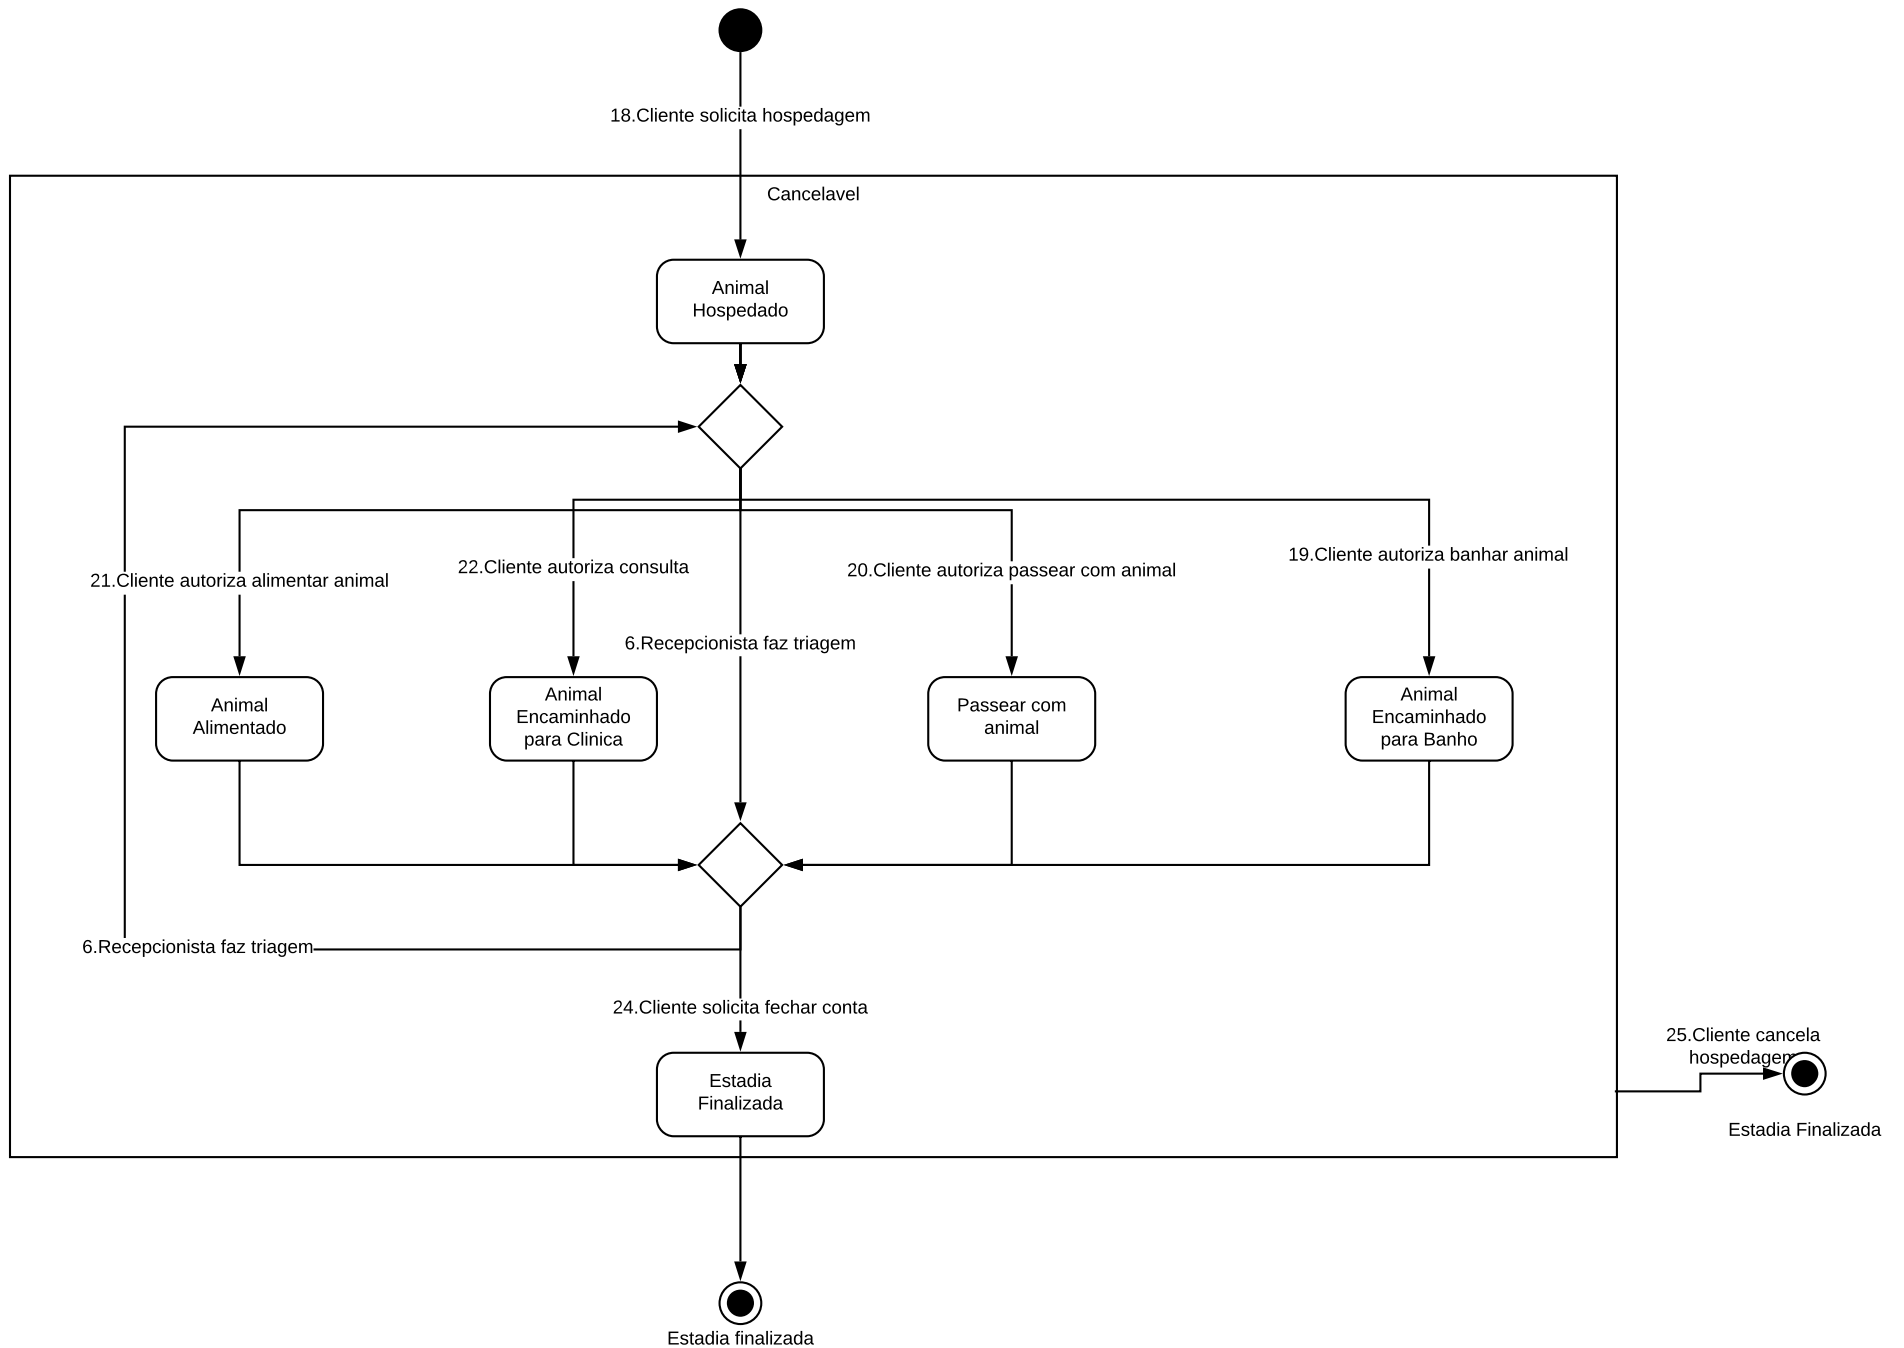 18.Cliente solicita hospedagem
Cancelavel
Animal
Hospedado
21.Cliente autoriza alimentar animal
22.Cliente autoriza consulta
20.Cliente autoriza passear com animal
19.Cliente autoriza banhar animal
6.Recepcionista faz triagem
Animal
Alimentado
Animal
Encaminhado
para Clinica
Passear com
animal
Animal
Encaminhado
para Banho
6.Recepcionista faz triagem
24.Cliente solicita fechar conta
Estadia
Finalizada
25.Cliente cancela
hospedagem
Estadia Finalizada
Estadia finalizada